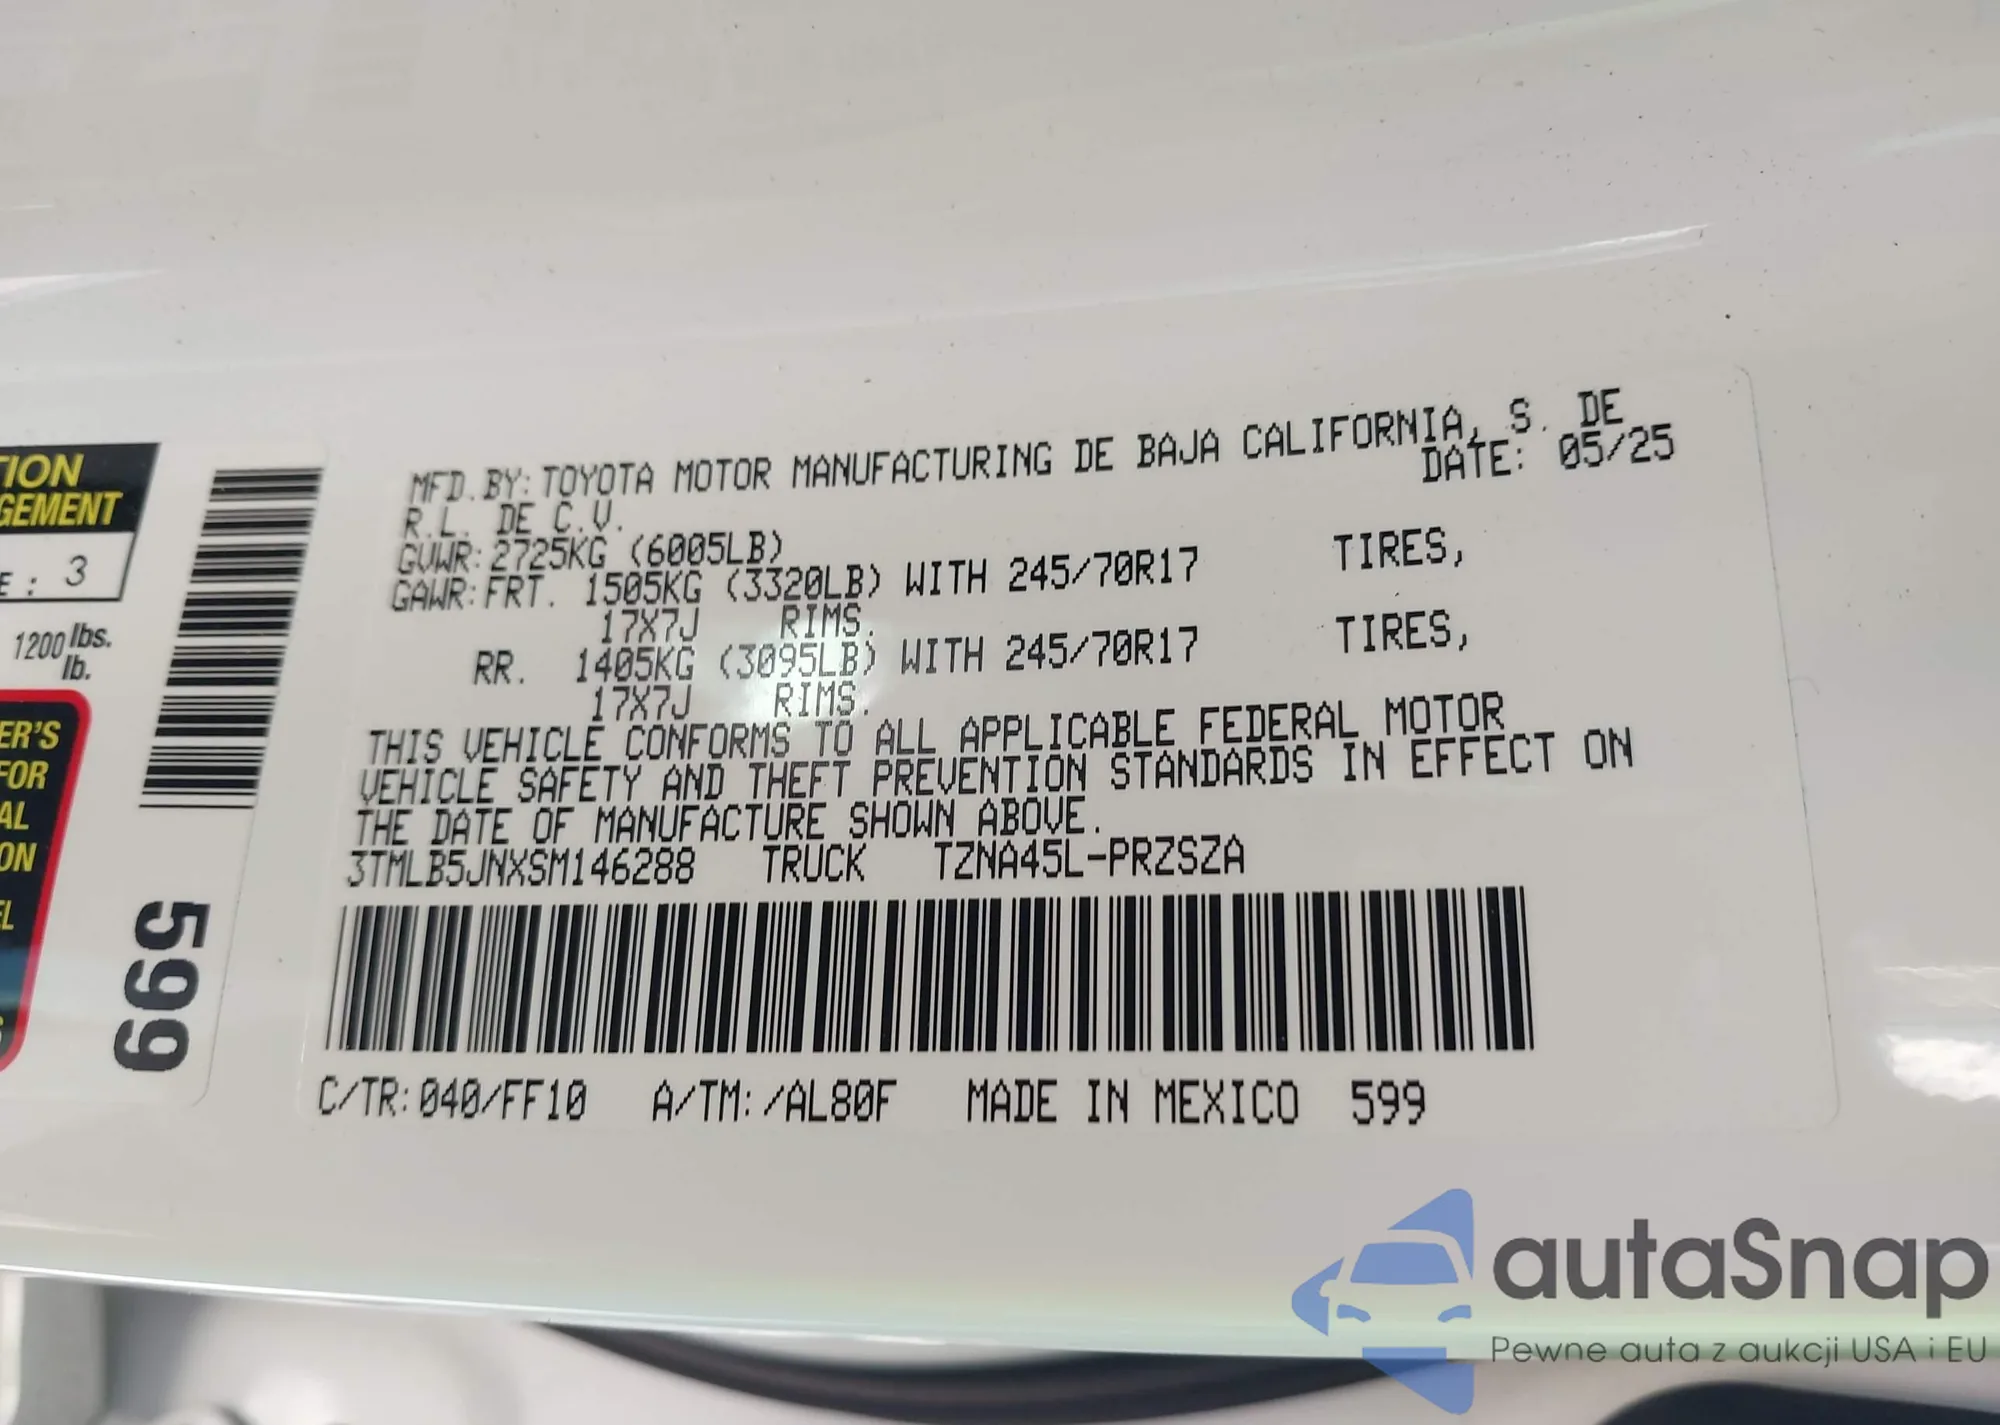 TION
GEMENT
E: 3
1200 lbs.
lb.
ER'S
FOR
AL
ON
EL
599
MFD.BY:TOYOTA MOTOR MANUFACTURING DE BAJA CALIFORNIA, S. DE
R.L. DE C.V. DATE: 05/25
GVWR:2725KG (6005LB)
GAWR:FRT. 1505KG (3320LB) WITH 245/70R17 TIRES,
17X7J RIMS.
RR. 1405KG (3095LB) WITH 245/70R17 TIRES,
17X7J RIMS.
THIS VEHICLE CONFORMS TO ALL APPLICABLE FEDERAL MOTOR
VEHICLE SAFETY AND THEFT PREVENTION STANDARDS IN EFFECT ON
THE DATE OF MANUFACTURE SHOWN ABOVE.
3TMLB5JNXSM146288 TRUCK TZNA45L-PRZSZA
C/TR:040/FF10 A/TM:/AL80F MADE IN MEXICO 599
autaSnap
Pewne auta z aukcji USA i EU